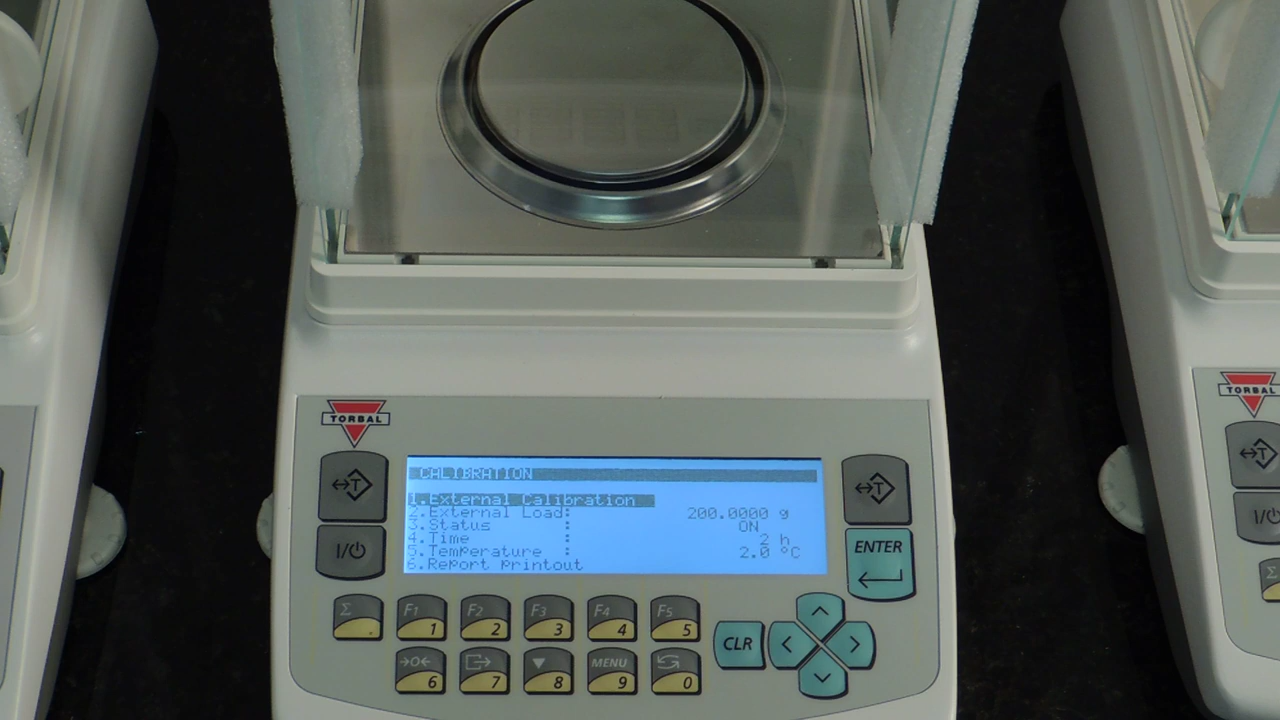 TORBAL
TORBAL
CALIBRATION
1.External Calibration
2.External Load: 200.0000 g
3.Status : ON
4.Time : 2 h
5.Temperature : 2.0 °C
6.Report printout
T
T
T
I/
I/
ENTER
Σ .
F1 1
F2 2
F3 3
F4 4
F5 5
CLR
Σ
→0← 6
7
8
MENU 9
0